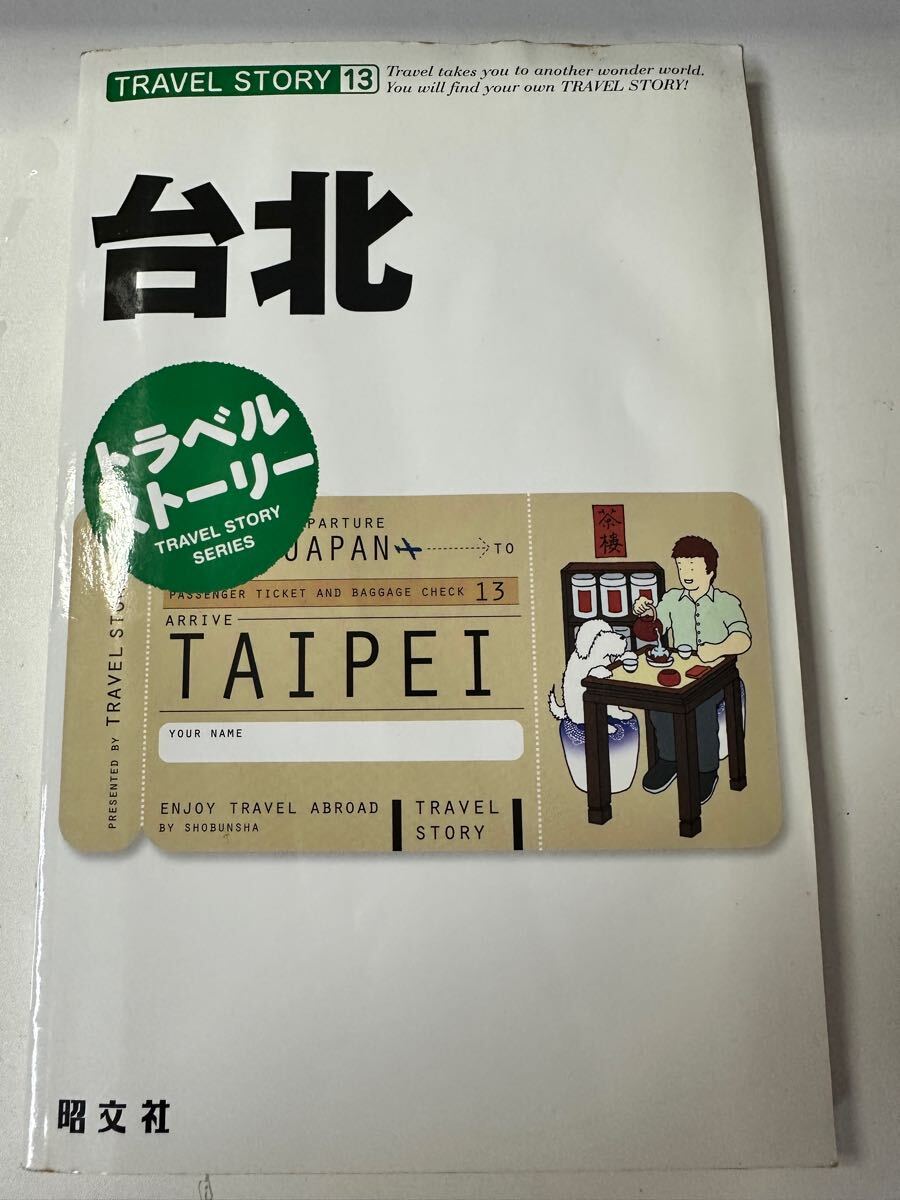 TRAVEL STORY 13
Travel takes you to another wonder world.
You will find your own TRAVEL STORY!
台北
トラベル
ストーリー
TRAVEL STORY
SERIES
PARTURE
JAPAN
TO
PASSENGER TICKET AND BAGGAGE CHECK 13
ARRIVE
TAIPEI
YOUR NAME
ENJOY TRAVEL ABROAD
BY SHOBUNSHA
TRAVEL
STORY
PRESENTED BY TRAVEL STO
茶樓
昭文社